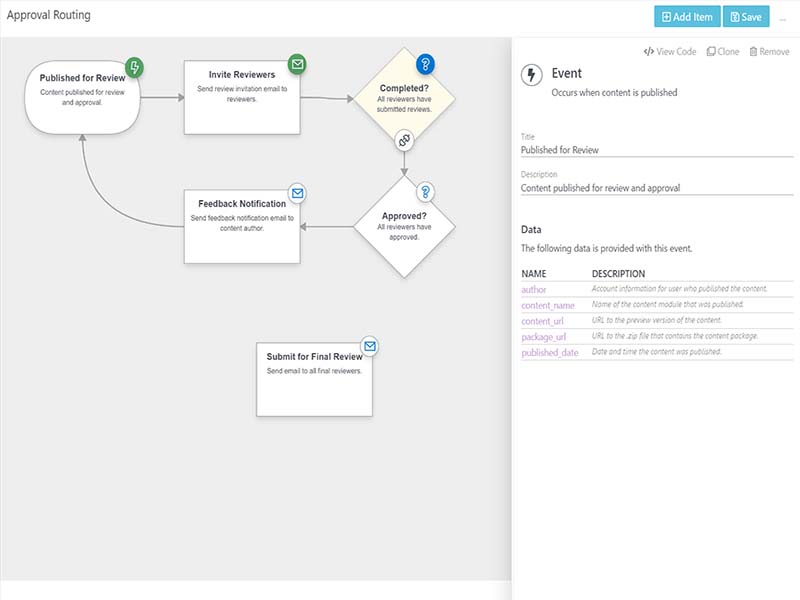 Approval Routing
Add Item
Save
...
View Code
Clone
Remove
Published for Review
Content published for review
and approval.
Invite Reviewers
Send review invitation email to
reviewers.
Completed?
All reviewers have
submitted reviews.
Feedback Notification
Send feedback notification email to
content author.
Approved?
All reviewers have
approved.
Submit for Final Review
Send email to all final reviewers.
Event
Occurs when content is published
Title
Published for Review
Description
Content published for review and approval
Data
The following data is provided with this event.
NAME DESCRIPTION
author Account information for user who published the content.
content_name Name of the content module that was published.
content_url URL to the preview version of the content.
package_url URL to the .zip file that contains the content package.
published_date Date and time the content was published.